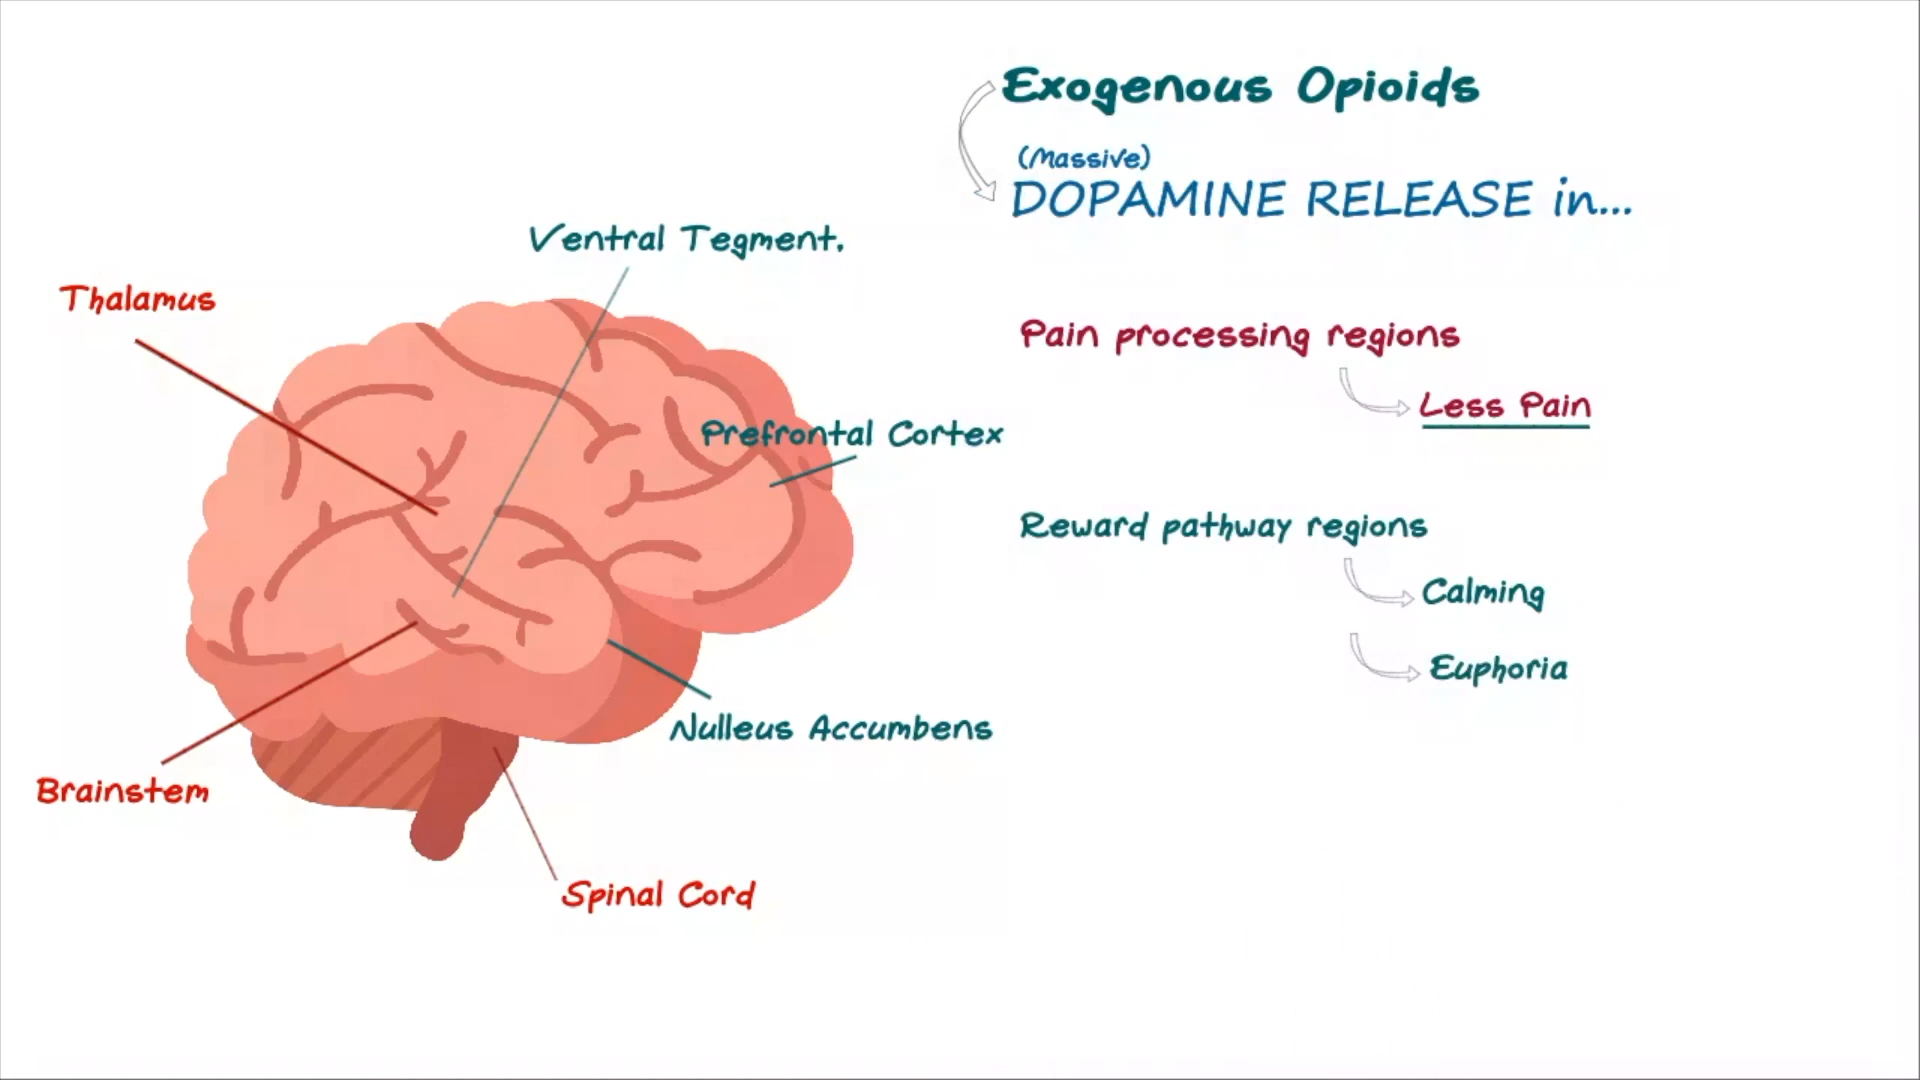 Exogenous Opioids
(Massive)
DOPAMINE RELEASE in...
Ventral Tegment.
Thalamus
Pain processing regions
Less Pain
Prefrontal Cortex
Reward pathway regions
Calming
Euphoria
Nulleus Accumbens
Brainstem
Spinal Cord